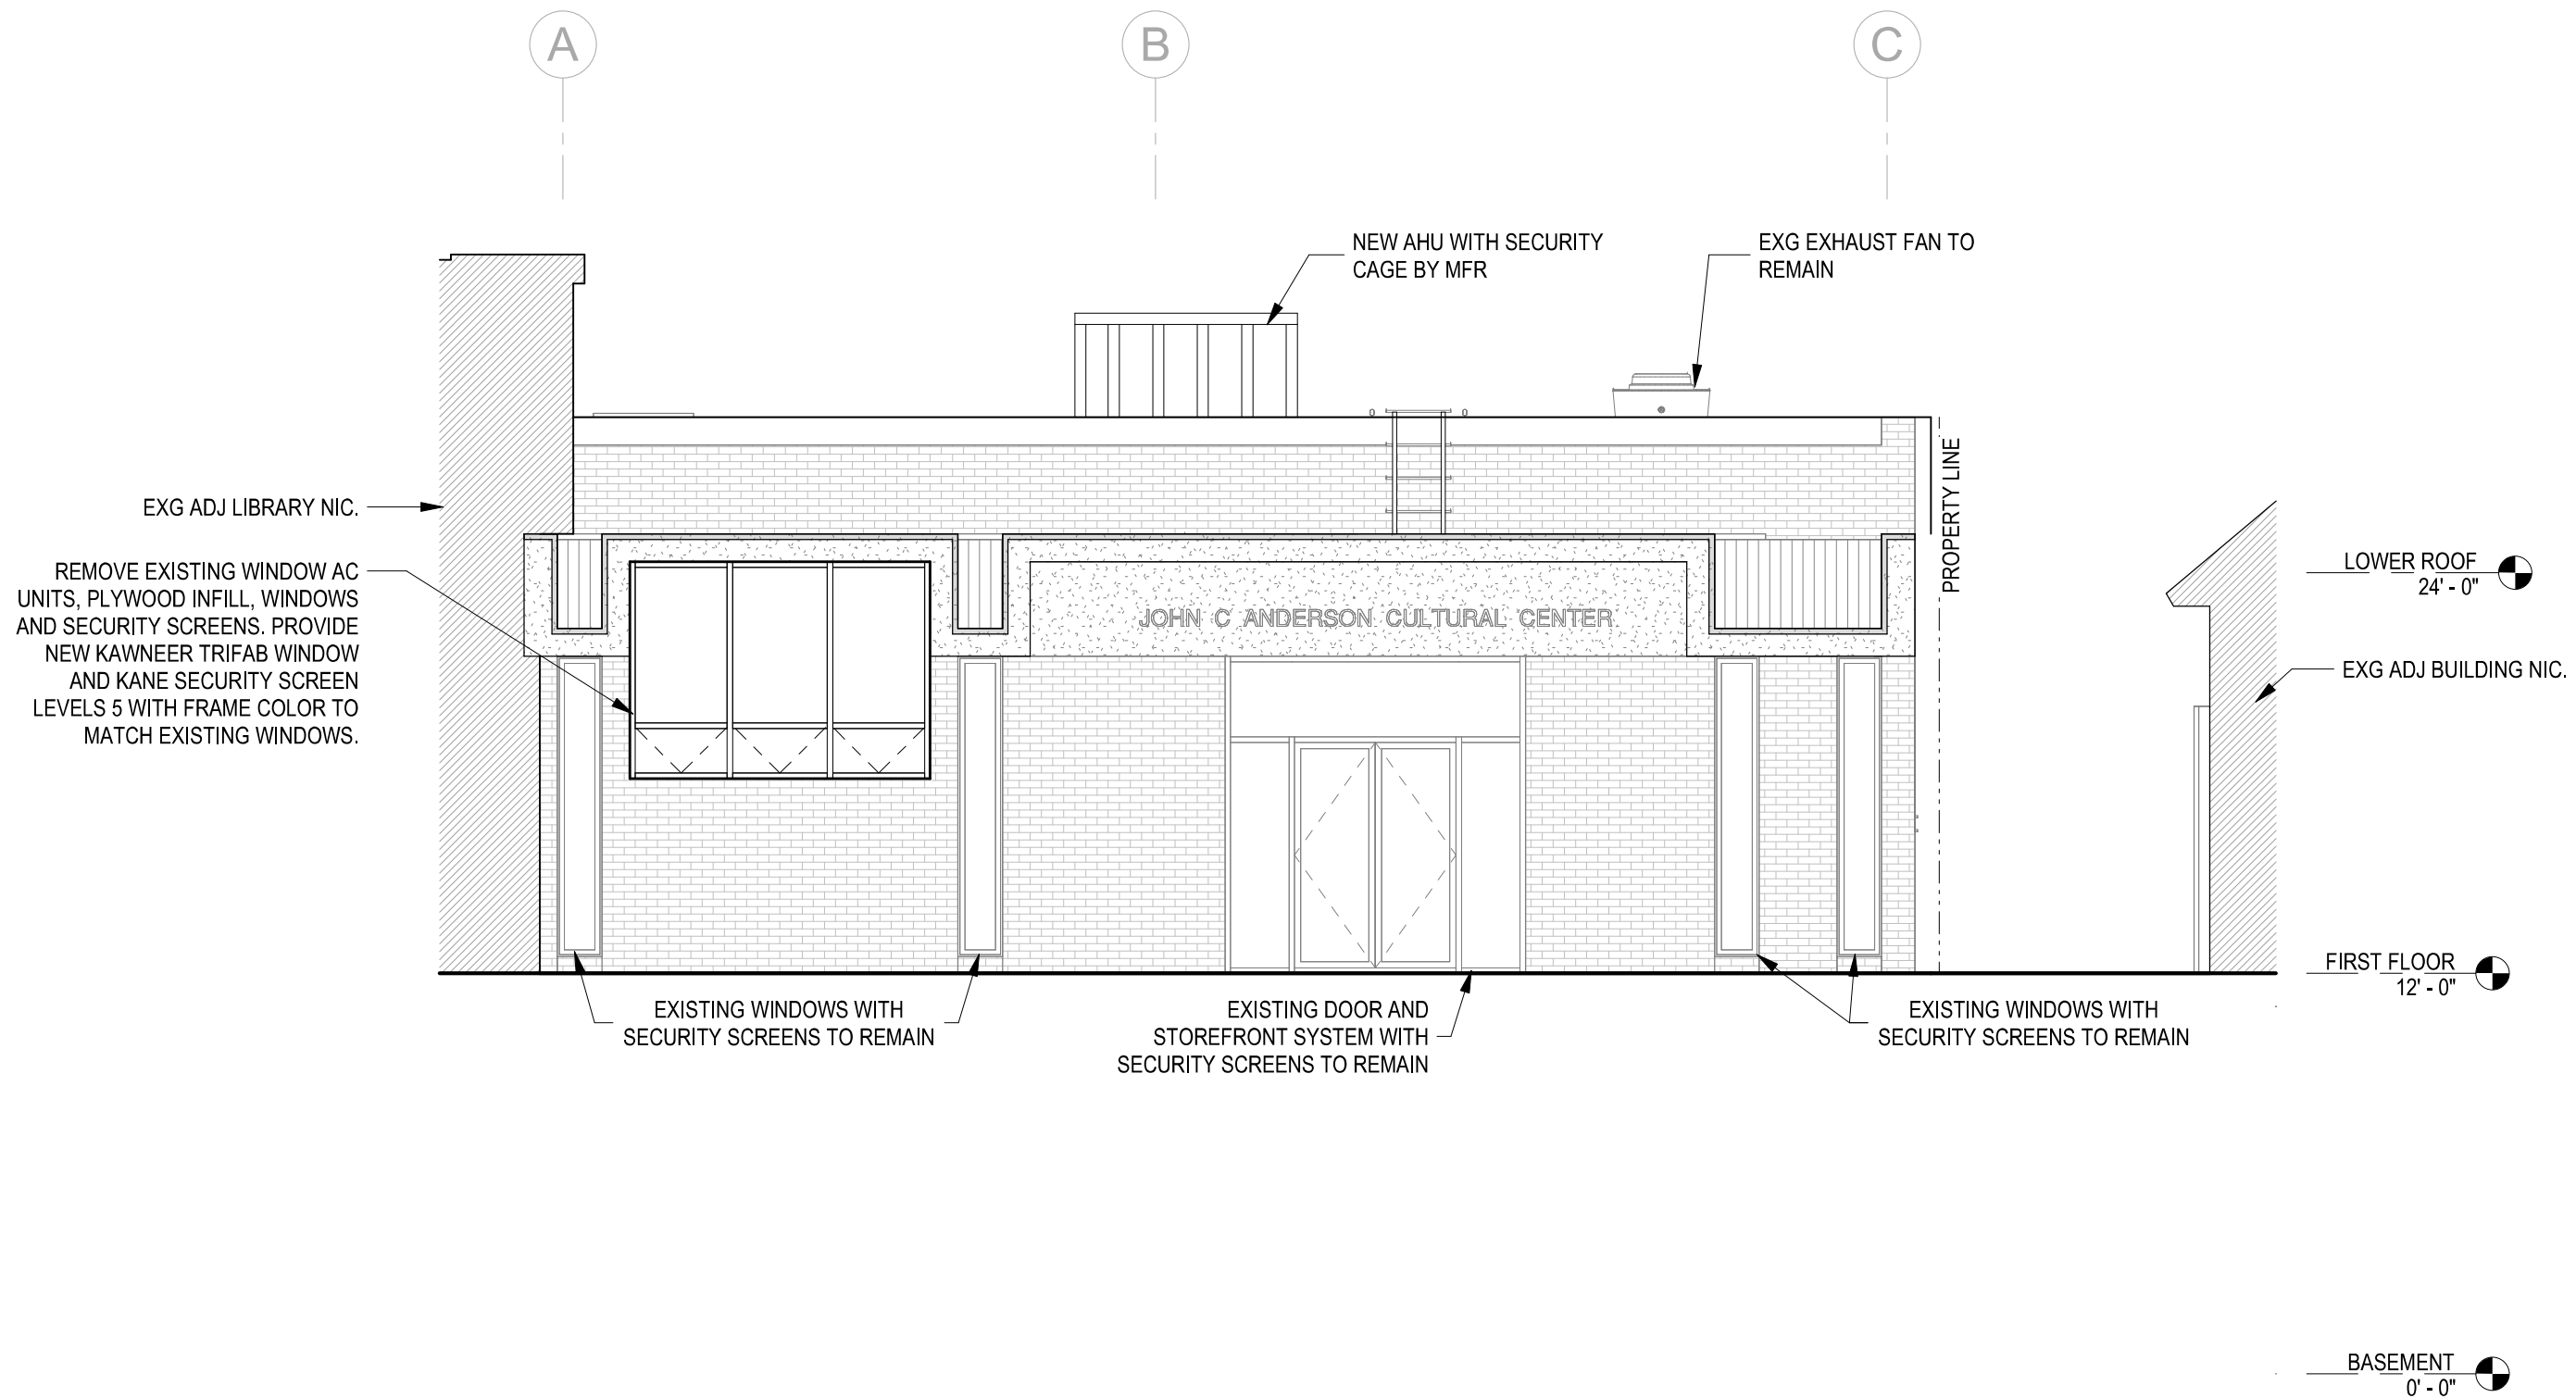 A
B
C
NEW AHU WITH SECURITY
CAGE BY MFR
EXG EXHAUST FAN TO
REMAIN
EXG ADJ LIBRARY NIC.
REMOVE EXISTING WINDOW AC
UNITS, PLYWOOD INFILL, WINDOWS
AND SECURITY SCREENS. PROVIDE
NEW KAWNEER TRIFAB WINDOW
AND KANE SECURITY SCREEN
LEVELS 5 WITH FRAME COLOR TO
MATCH EXISTING WINDOWS.
JOHN C ANDERSON CULTURAL CENTER
PROPERTY LINE
LOWER ROOF
24' - 0"
EXG ADJ BUILDING NIC.
FIRST FLOOR
12' - 0"
EXISTING WINDOWS WITH
SECURITY SCREENS TO REMAIN
EXISTING DOOR AND
STOREFRONT SYSTEM WITH
SECURITY SCREENS TO REMAIN
EXISTING WINDOWS WITH
SECURITY SCREENS TO REMAIN
BASEMENT
0' - 0"